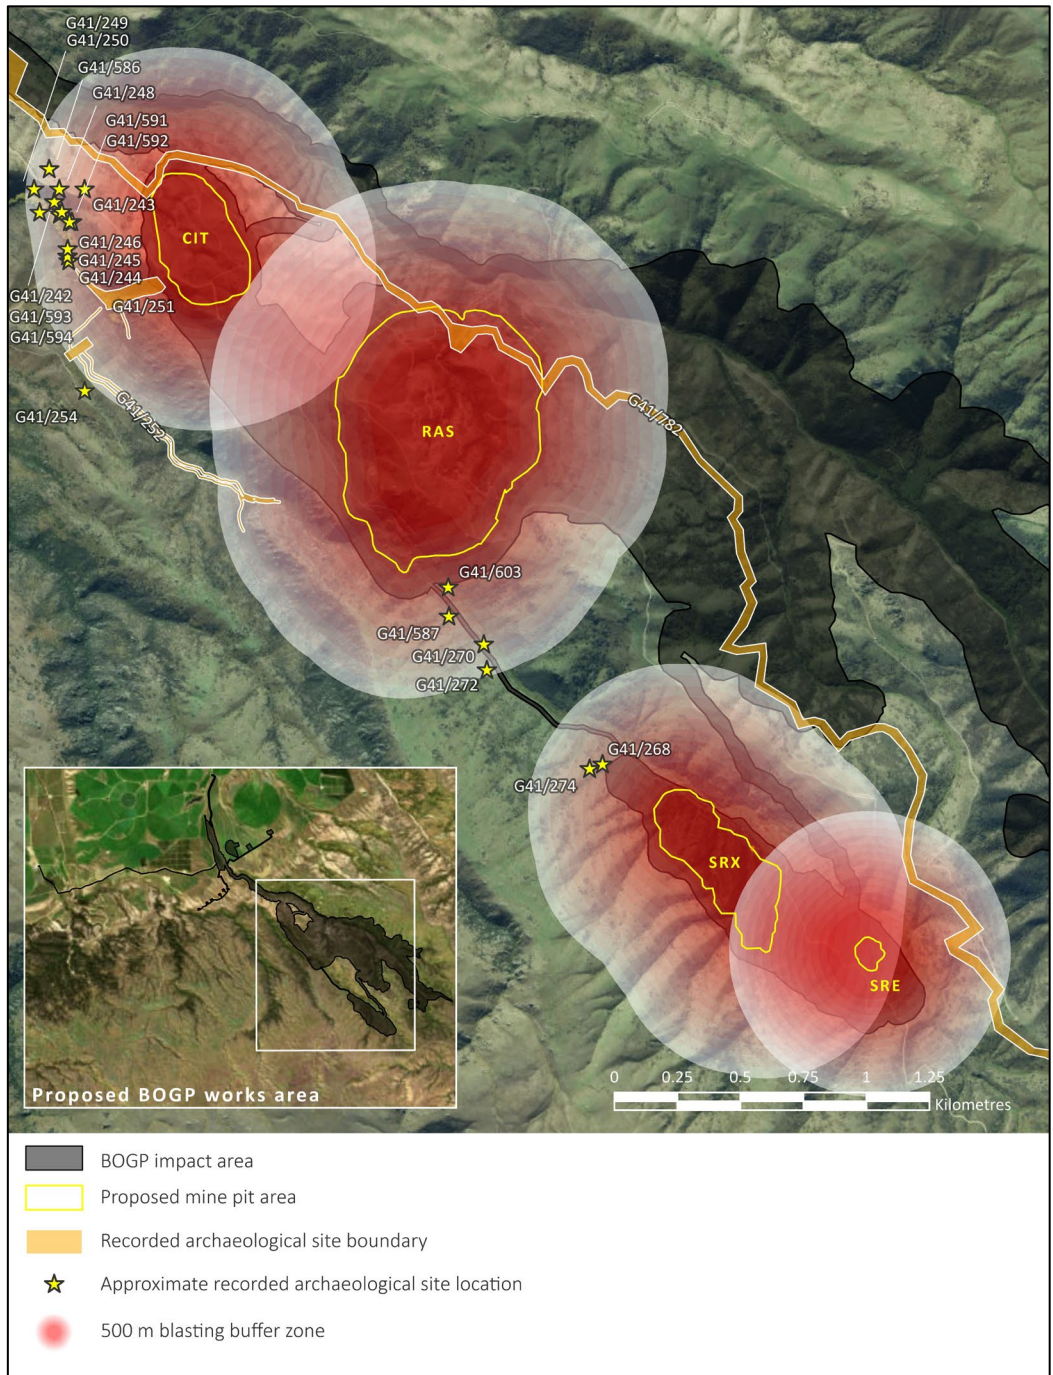 G41/249
G41/250
G41/586
G41/248
G41/591
G41/592
G41/243
CIT
G41/246
G41/245
G41/244
G41/242
G41/251
G41/593
G41/594
G41/254
G41/252
RAS
G41/782
G41/603
G41/587
G41/270
G41/272
G41/268
G41/274
SRX
SRE
0 0.25 0.5 0.75 1 1.25
Kilometres
Proposed BOGP works area
BOGP impact area
Proposed mine pit area
Recorded archaeological site boundary
Approximate recorded archaeological site location
500 m blasting buffer zone